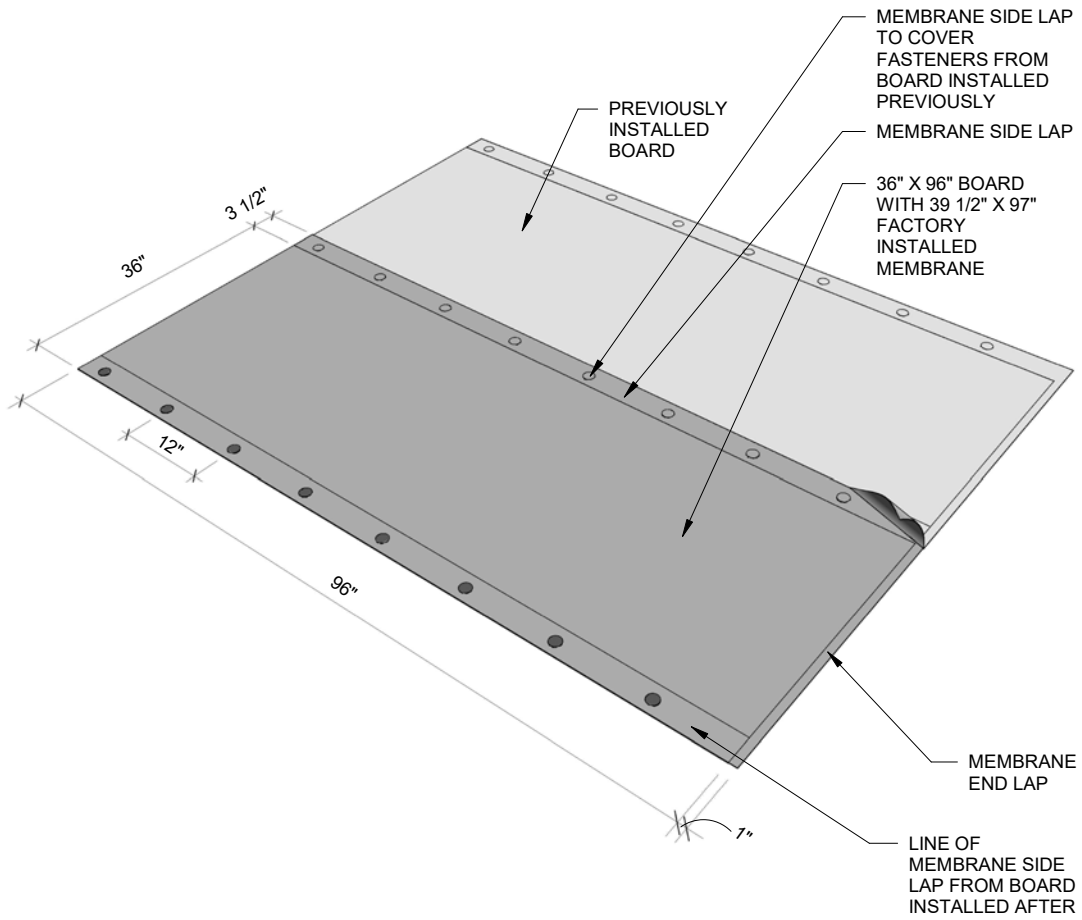 MEMBRANE SIDE LAP
TO COVER
FASTENERS FROM
BOARD INSTALLED
PREVIOUSLY
PREVIOUSLY
INSTALLED
BOARD
MEMBRANE SIDE LAP
36" X 96" BOARD
WITH 39 1/2" X 97"
FACTORY
INSTALLED
MEMBRANE
3 1/2"
36"
12"
96"
1"
MEMBRANE
END LAP
LINE OF
MEMBRANE SIDE
LAP FROM BOARD
INSTALLED AFTER